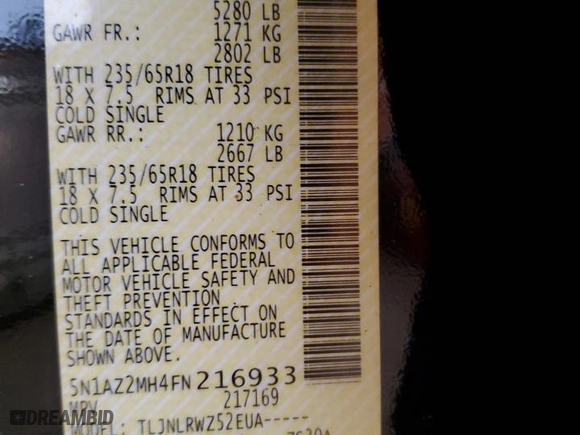 5280 LB
GAWR FR.: 1271 KG
2802 LB
WITH 235/65R18 TIRES
18 X 7.5 RIMS AT 33 PSI
COLD SINGLE
GAWR RR.: 1210 KG
2667 LB
WITH 235/65R18 TIRES
18 X 7.5 RIMS AT 33 PSI
COLD SINGLE
THIS VEHICLE CONFORMS TO
ALL APPLICABLE FEDERAL
MOTOR VEHICLE SAFETY AND
THEFT PREVENTION
STANDARDS IN EFFECT ON
THE DATE OF MANUFACTURE
SHOWN ABOVE.
5N1AZ2MH4FN216933
MPV 217169
MODEL: TLJNLRWZ52EUA-----
DREAMBID